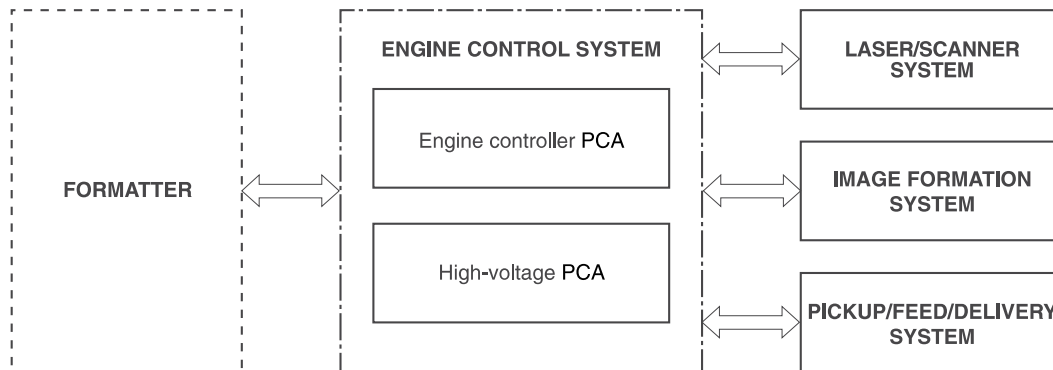 FORMATTER
ENGINE CONTROL SYSTEM
Engine controller PCA
High-voltage PCA
LASER/SCANNER
SYSTEM
IMAGE FORMATION
SYSTEM
PICKUP/FEED/DELIVERY
SYSTEM